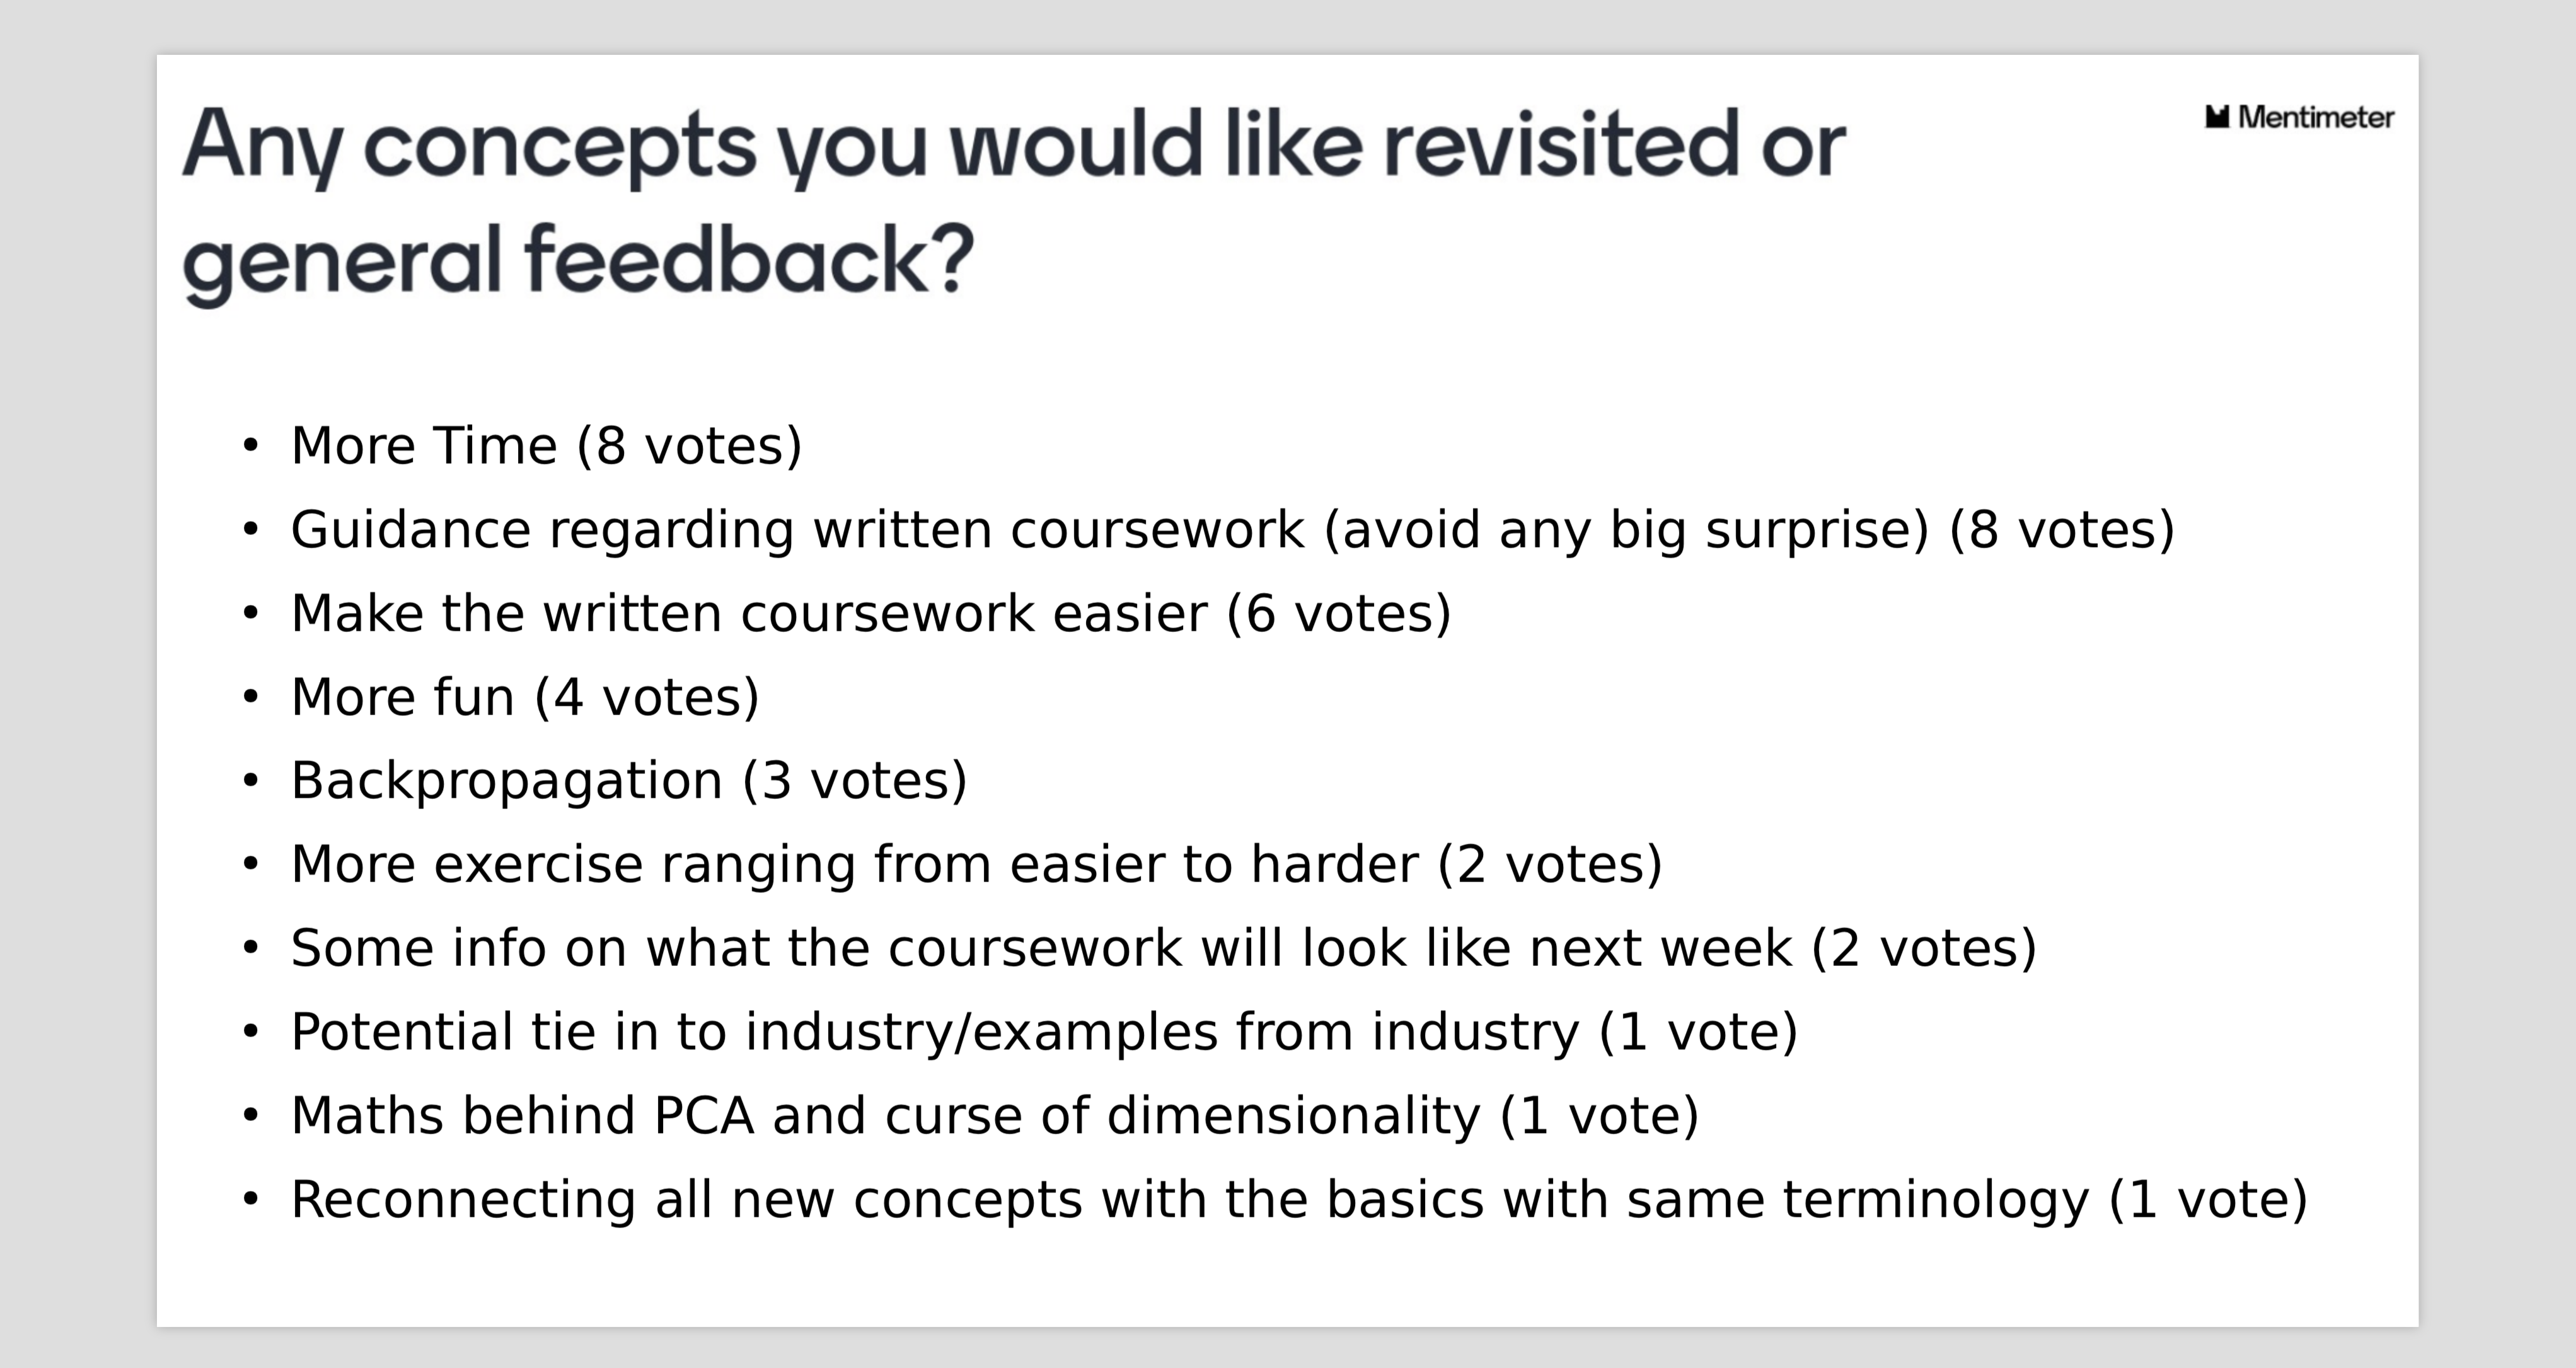 Any concepts you would like revisited or
general feedback?
Mentimeter
• More Time (8 votes)
• Guidance regarding written coursework (avoid any big surprise) (8 votes)
• Make the written coursework easier (6 votes)
• More fun (4 votes)
• Backpropagation (3 votes)
• More exercise ranging from easier to harder (2 votes)
• Some info on what the coursework will look like next week (2 votes)
• Potential tie in to industry/examples from industry (1 vote)
• Maths behind PCA and curse of dimensionality (1 vote)
• Reconnecting all new concepts with the basics with same terminology (1 vote)